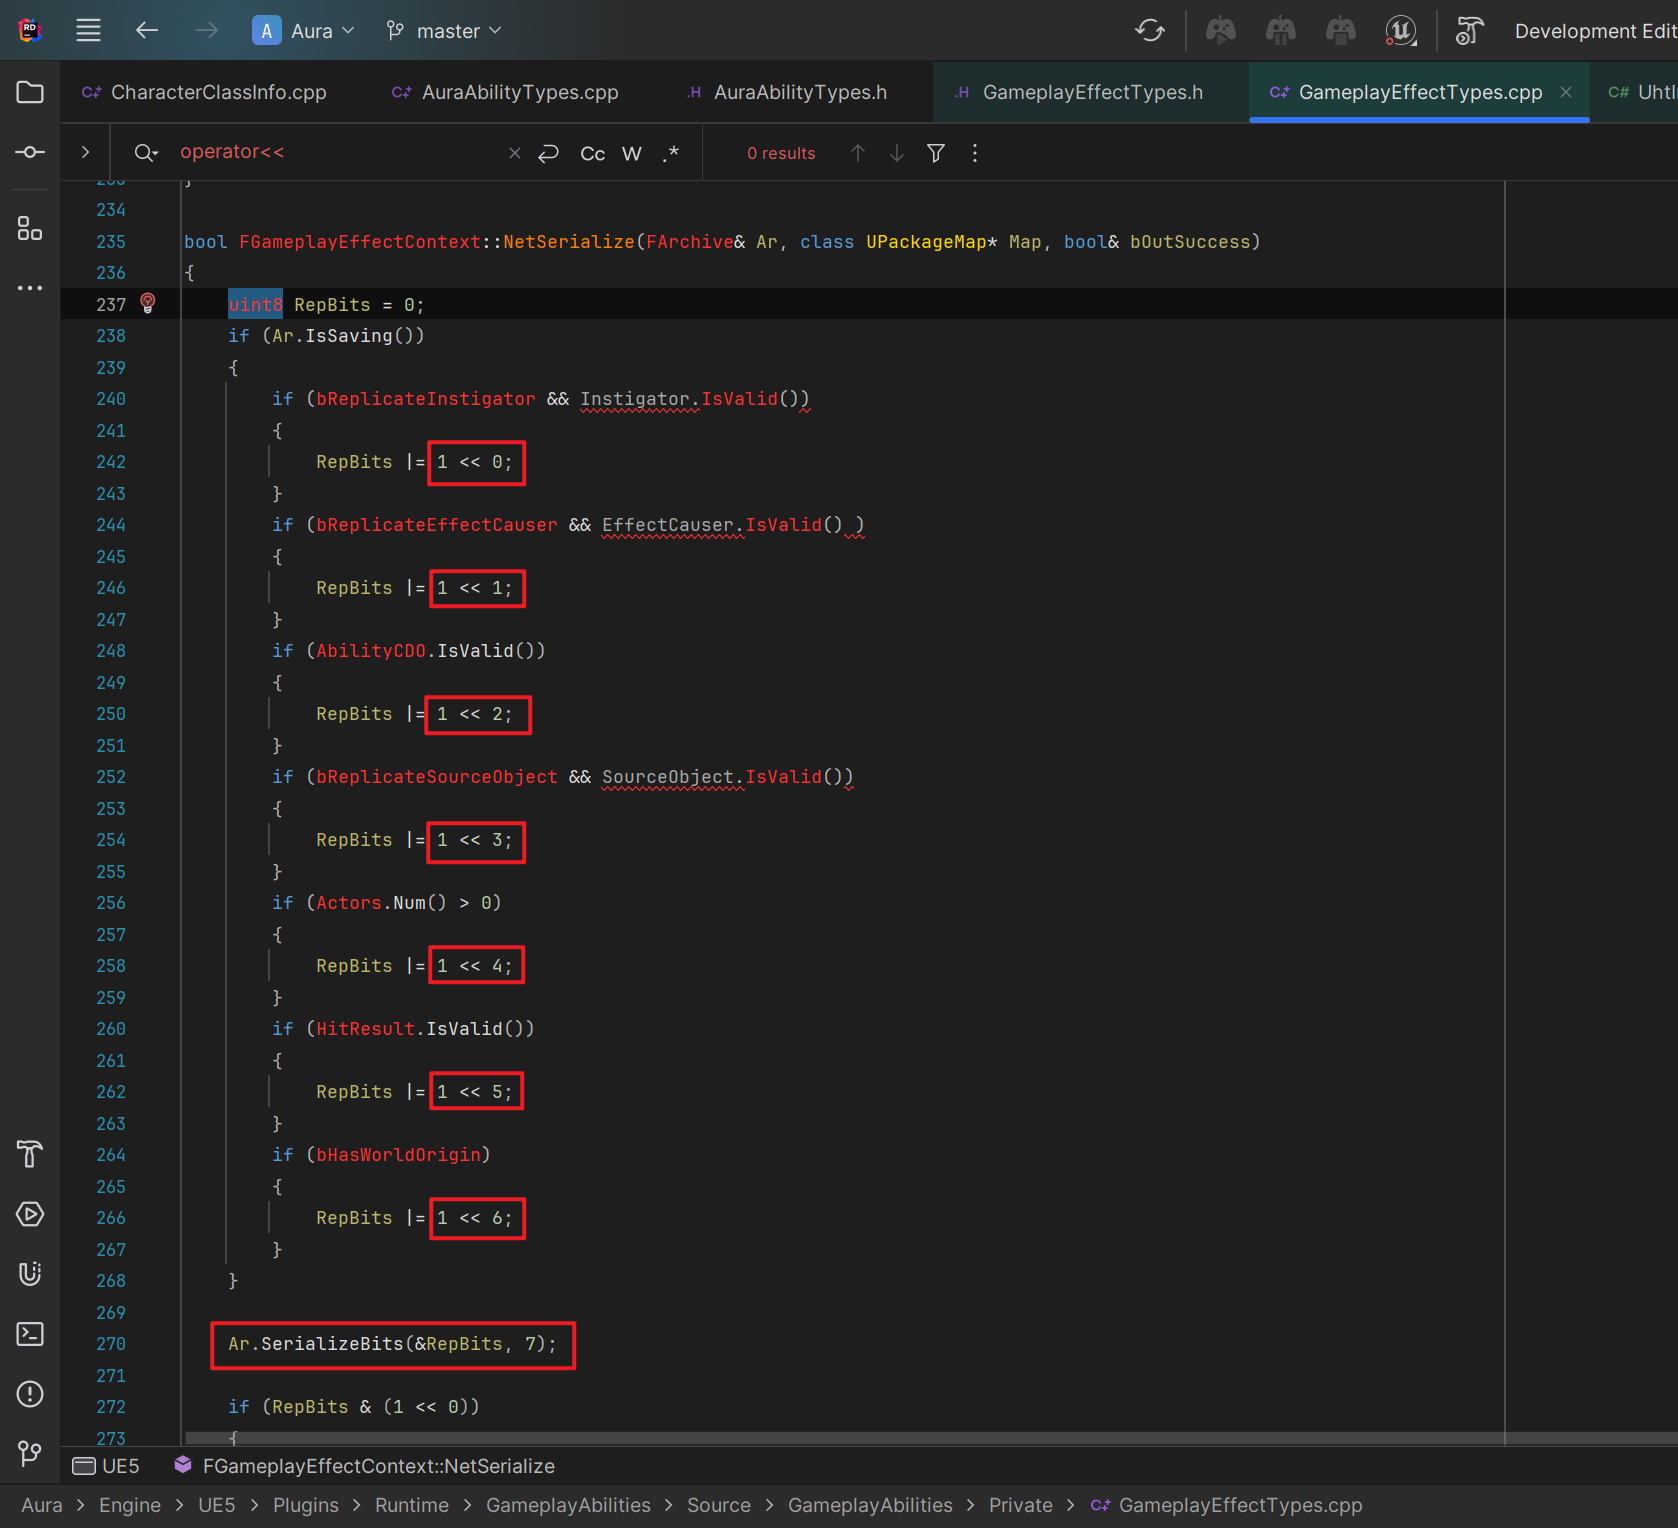 RD A Aura master Development Edit
C++ CharacterClassInfo.cpp C++ AuraAbilityTypes.cpp .H AuraAbilityTypes.h .H GameplayEffectTypes.h C++ GameplayEffectTypes.cpp C# UhtI
operator<< Cc W .* 0 results
234
235 bool FGameplayEffectContext::NetSerialize(FArchive& Ar, class UPackageMap* Map, bool& bOutSuccess)
236 {
237 uint8 RepBits = 0;
238 if (Ar.IsSaving())
239 {
240 if (bReplicateInstigator && Instigator.IsValid())
241 {
242 RepBits |= 1 << 0;
243 }
244 if (bReplicateEffectCauser && EffectCauser.IsValid() )
245 {
246 RepBits |= 1 << 1;
247 }
248 if (AbilityCDO.IsValid())
249 {
250 RepBits |= 1 << 2;
251 }
252 if (bReplicateSourceObject && SourceObject.IsValid())
253 {
254 RepBits |= 1 << 3;
255 }
256 if (Actors.Num() > 0)
257 {
258 RepBits |= 1 << 4;
259 }
260 if (HitResult.IsValid())
261 {
262 RepBits |= 1 << 5;
263 }
264 if (bHasWorldOrigin)
265 {
266 RepBits |= 1 << 6;
267 }
268 }
269
270 Ar.SerializeBits(&RepBits, 7);
271
272 if (RepBits & (1 << 0))
273 {
UE5 FGameplayEffectContext::NetSerialize
Aura > Engine > UE5 > Plugins > Runtime > GameplayAbilities > Source > GameplayAbilities > Private > C++ GameplayEffectTypes.cpp